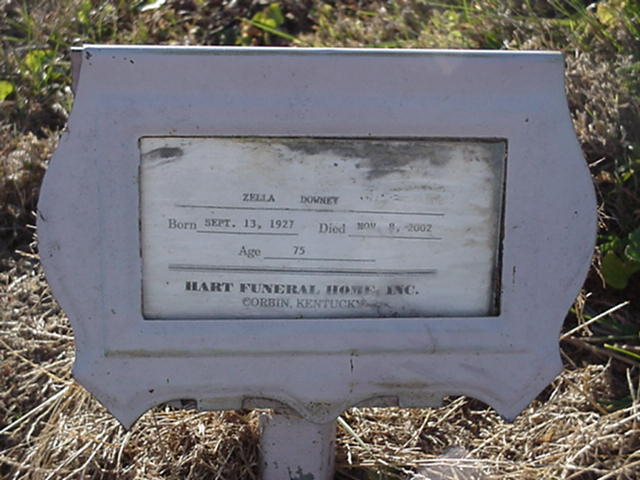 ZELLA DOWNEY
Born SEPT. 13, 1927 Died NOV. 8, 2002
Age 75
HART FUNERAL HOME, INC.
CORBIN, KENTUCKY